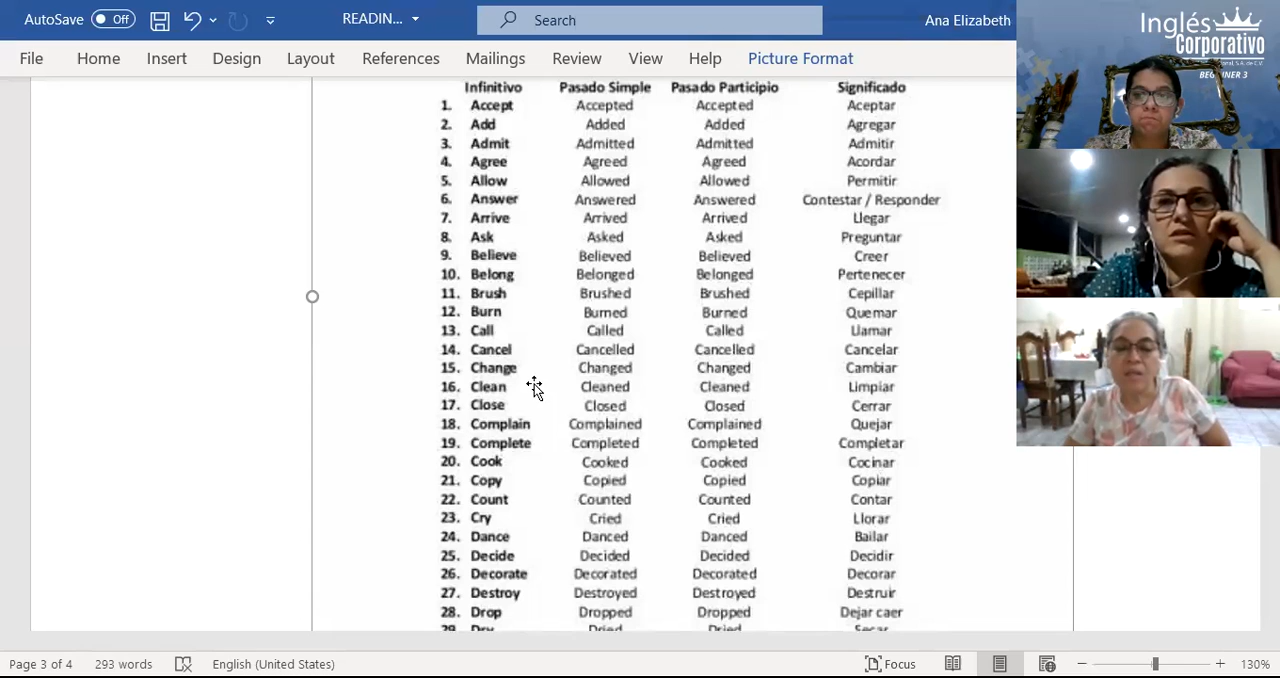 AutoSave Off READIN... Search Ana Elizabeth
File Home Insert Design Layout References Mailings Review View Help Picture Format
Inglés
Corporativo
BEGINNER 3
Infinitivo Pasado Simple Pasado Participio Significado
1. Accept Accepted Accepted Aceptar
2. Add Added Added Agregar
3. Admit Admitted Admitted Admitir
4. Agree Agreed Agreed Acordar
5. Allow Allowed Allowed Permitir
6. Answer Answered Answered Contestar / Responder
7. Arrive Arrived Arrived Llegar
8. Ask Asked Asked Preguntar
9. Believe Believed Believed Creer
10. Belong Belonged Belonged Pertenecer
11. Brush Brushed Brushed Cepillar
12. Burn Burned Burned Quemar
13. Call Called Called Llamar
14. Cancel Cancelled Cancelled Cancelar
15. Change Changed Changed Cambiar
16. Clean Cleaned Cleaned Limpiar
17. Close Closed Closed Cerrar
18. Complain Complained Complained Quejar
19. Complete Completed Completed Completar
20. Cook Cooked Cooked Cocinar
21. Copy Copied Copied Copiar
22. Count Counted Counted Contar
23. Cry Cried Cried Llorar
24. Dance Danced Danced Bailar
25. Decide Decided Decided Decidir
26. Decorate Decorated Decorated Decorar
27. Destroy Destroyed Destroyed Destruir
28. Drop Dropped Dropped Dejar caer
29. Dry Dried Dried Secar
Page 3 of 4 293 words English (United States) Focus 130%